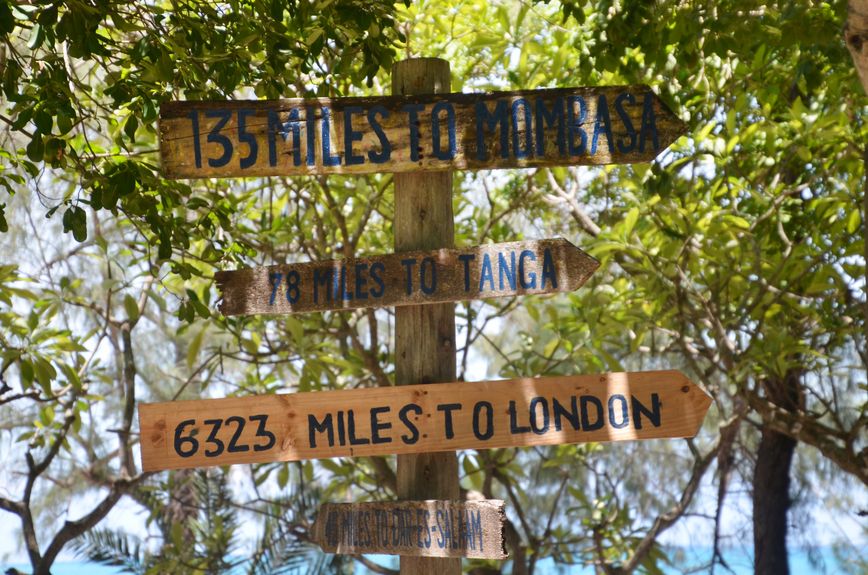 135 MILES TO MOMBASA
78 MILES TO TANGA
6323 MILES TO LONDON
MILES TO DAR-ES-SALAAM